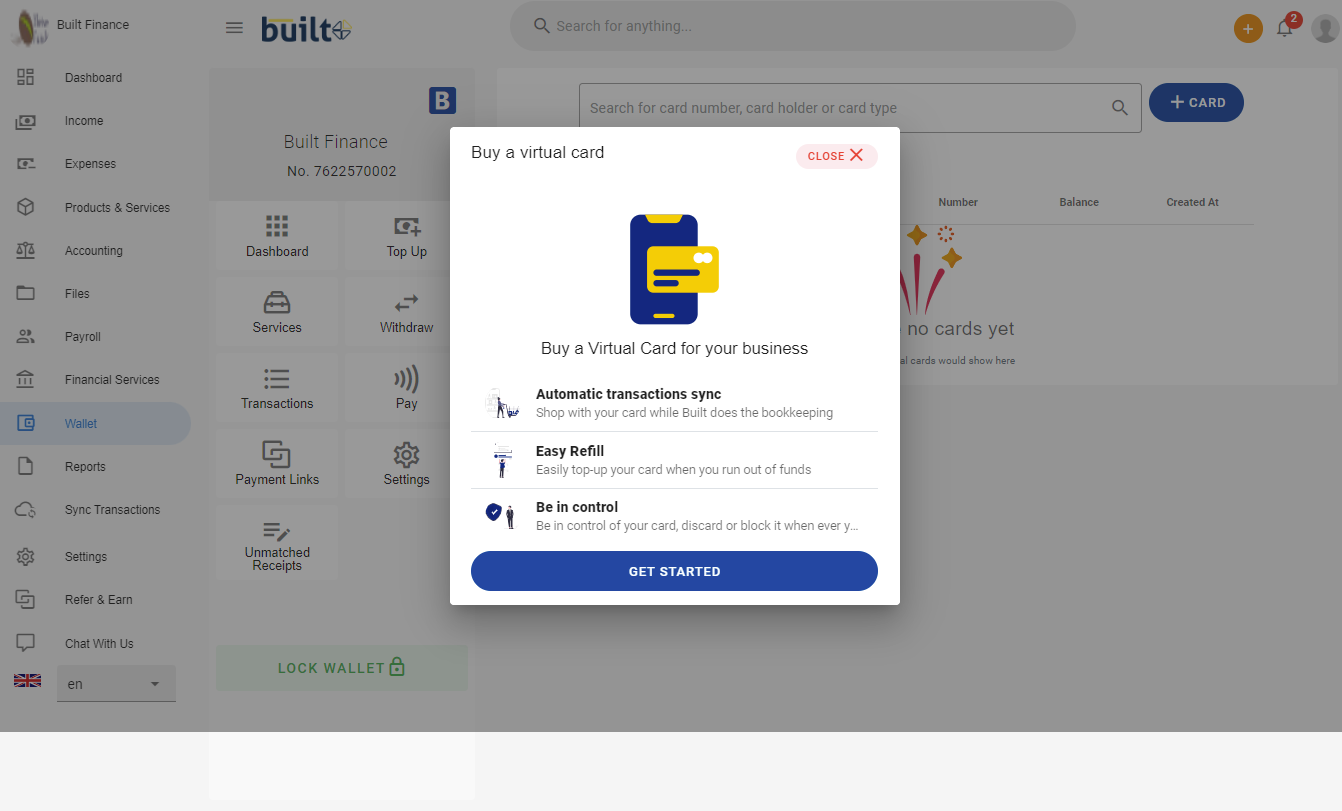 Built Finance
built
Search for anything...
2
Dashboard
Income
Expenses
Products & Services
Accounting
Files
Payroll
Financial Services
Wallet
Reports
Sync Transactions
Settings
Refer & Earn
Chat With Us
en
B
Built Finance
No. 7622570002
Dashboard
Top Up
Services
Withdraw
Transactions
Pay
Payment Links
Settings
Unmatched
Receipts
LOCK WALLET
Search for card number, card holder or card type
CARD
Number Balance Created At
no cards yet
cards would show here
Buy a virtual card
CLOSE
Buy a Virtual Card for your business
Automatic transactions sync
Shop with your card while Built does the bookkeeping
Easy Refill
Easily top-up your card when you run out of funds
Be in control
Be in control of your card, discard or block it when ever y...
GET STARTED